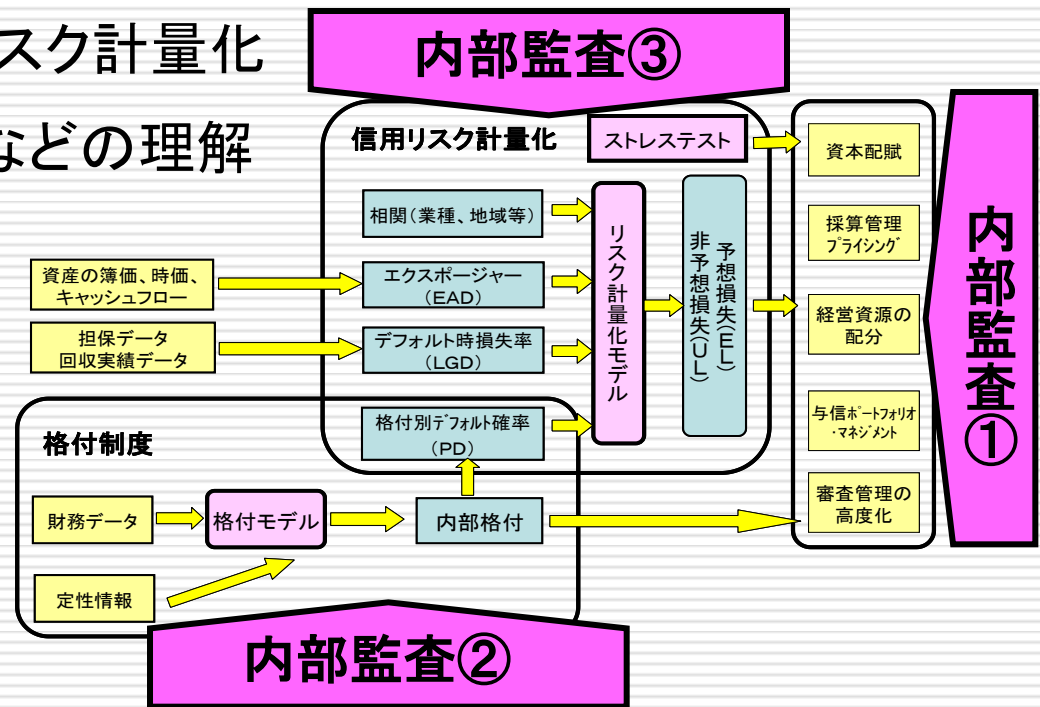 スク計量化
などの理解
内部監査③
信用リスク計量化
ストレステスト
相関(業種、地域等)
エクスポージャー
(EAD)
デフォルト時損失率
(LGD)
格付別ﾃﾞﾌｫﾙﾄ確率
(PD)
リスク計量化モデル
予想損失(EL)
非予想損失(UL)
資産の簿価、時価、
キャッシュフロー
担保データ
回収実績データ
格付制度
財務データ
格付モデル
内部格付
定性情報
資本配賦
採算管理
ﾌﾟﾗｲｼﾝｸﾞ
経営資源の
配分
与信ﾎﾟｰﾄﾌｫﾘｵ
・ﾏﾈｼﾞﾒﾝﾄ
審査管理の
高度化
内部監査①
内部監査②